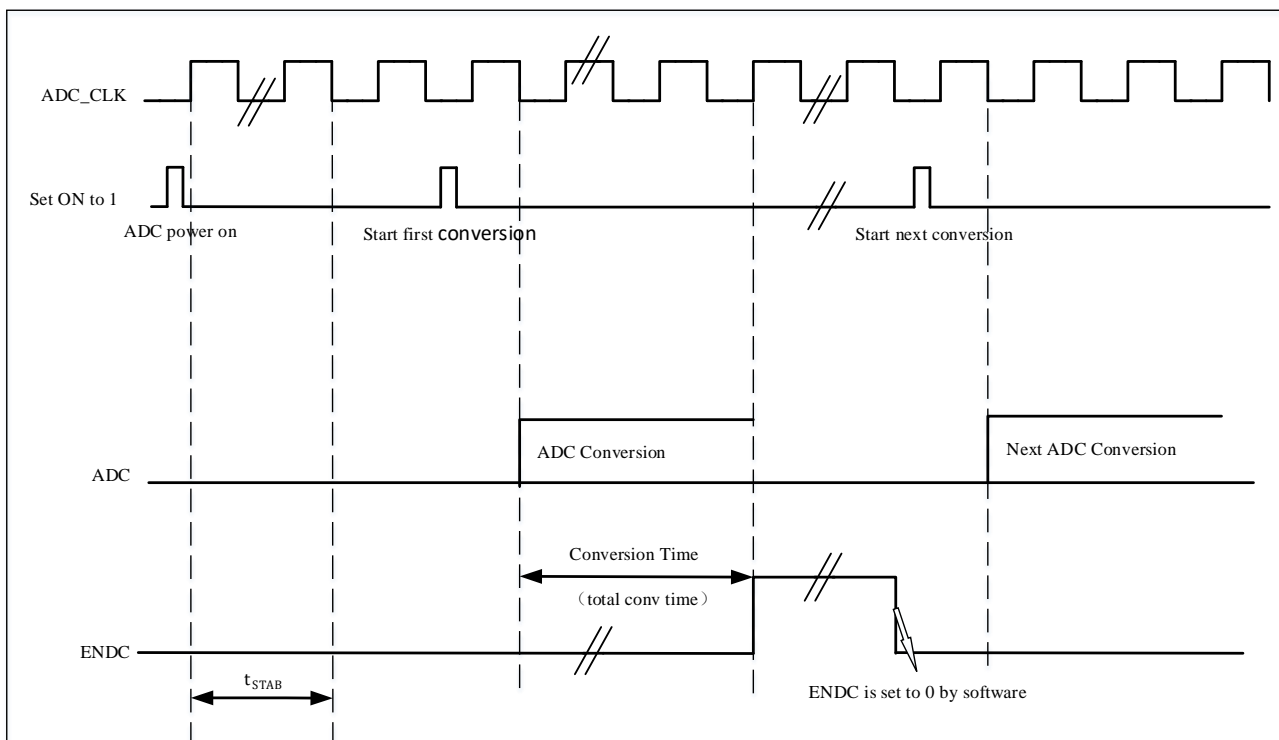 ADC_CLK
Set ON to 1
ADC power on
Start first conversion
Start next conversion
ADC Conversion
Next ADC Conversion
ADC
Conversion Time
（total conv time）
ENDC
tSTAB
ENDC is set to 0 by software